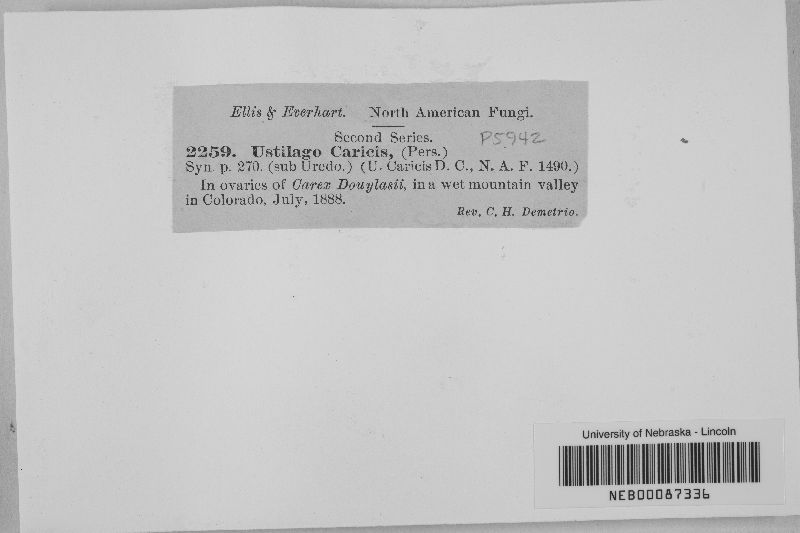 Ellis & Everhart. North American Fungi.
Second Series. P5942
2259. Ustilago Caricis, (Pers.)
Syn. p. 270. (sub Uredo.) (U. Caricis D. C., N. A. F. 1490.)
In ovaries of Carex Douylasii, in a wet mountain valley
in Colorado, July, 1888.
Rev. C. H. Demetrio.
University of Nebraska - Lincoln
NEB00087336